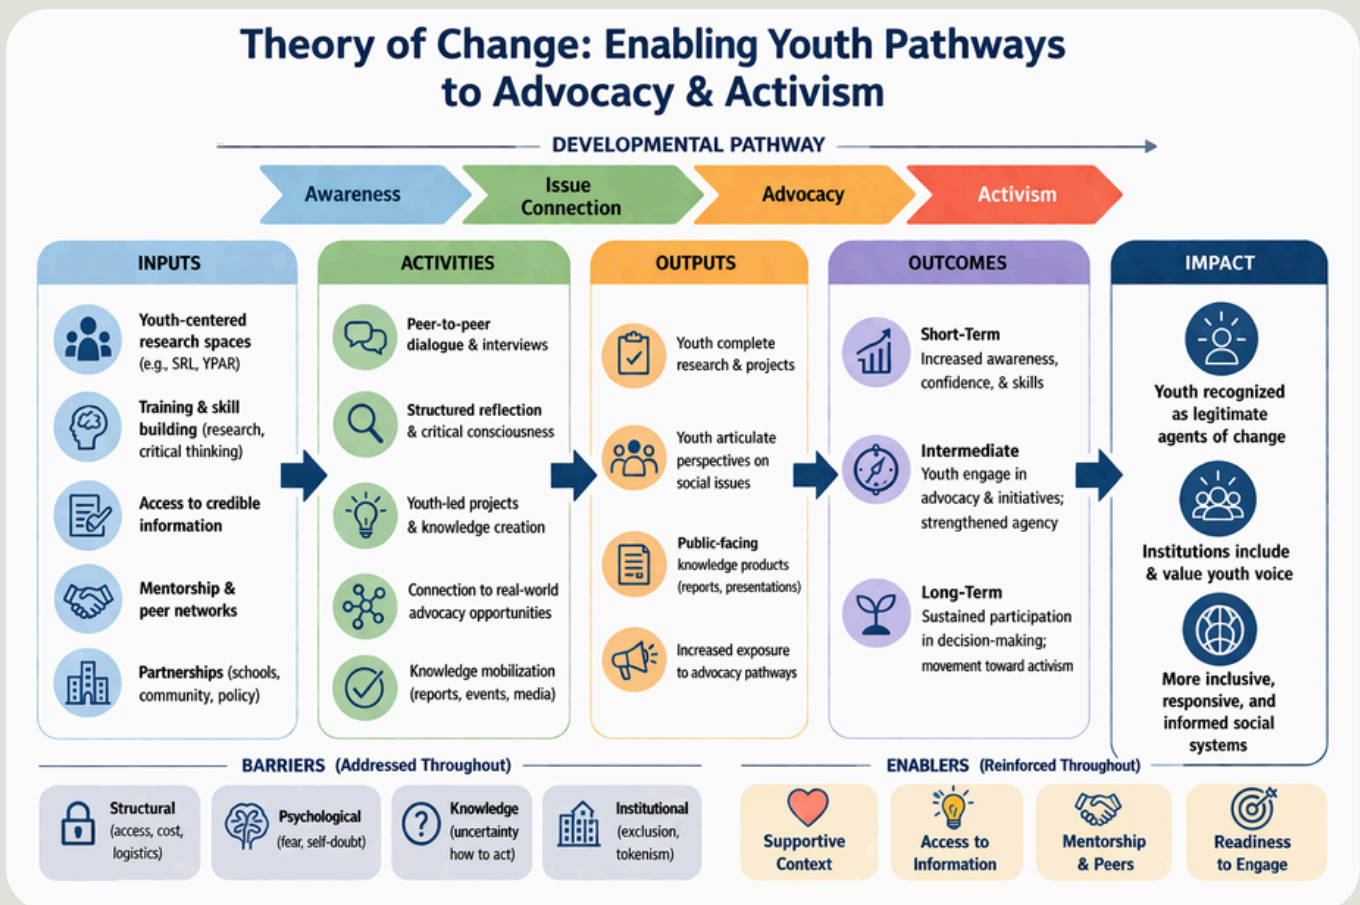 Theory of Change: Enabling Youth Pathways
to Advocacy & Activism
DEVELOPMENTAL PATHWAY
Awareness
Issue
Connection
Advocacy
Activism
INPUTS
Youth-centered
research spaces
(e.g., SRL, YPAR)
Training & skill
building (research,
critical thinking)
Access to credible
information
Mentorship &
peer networks
Partnerships (schools,
community, policy)
ACTIVITIES
Peer-to-peer
dialogue & interviews
Structured reflection
& critical consciousness
Youth-led projects
& knowledge creation
Connection to real-world
advocacy opportunities
Knowledge mobilization
(reports, events, media)
OUTPUTS
Youth complete
research & projects
Youth articulate
perspectives on
social issues
Public-facing
knowledge products
(reports, presentations)
Increased exposure
to advocacy pathways
OUTCOMES
Short-Term
Increased awareness,
confidence, & skills
Intermediate
Youth engage in
advocacy & initiatives;
strengthened agency
Long-Term
Sustained participation
in decision-making;
movement toward activism
IMPACT
Youth recognized
as legitimate
agents of change
Institutions include
& value youth voice
More inclusive,
responsive, and
informed social
systems
BARRIERS (Addressed Throughout)
Structural
(access, cost,
logistics)
Psychological
(fear, self-doubt)
?
Knowledge
(uncertainty
how to act)
Institutional
(exclusion,
tokenism)
ENABLERS (Reinforced Throughout)
Supportive
Context
Access to
Information
Mentorship
& Peers
Readiness
to Engage